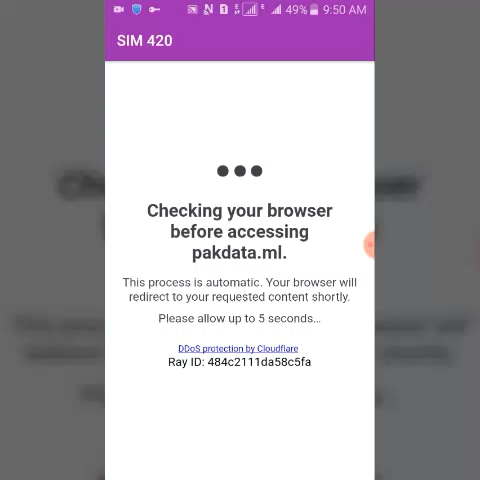 49% 9:50 AM
SIM 420
Checking your browser
before accessing
pakdata.ml.
This process is automatic. Your browser will
redirect to your requested content shortly.
Please allow up to 5 seconds...
DDoS protection by Cloudflare
Ray ID: 484c2111da58c5fa